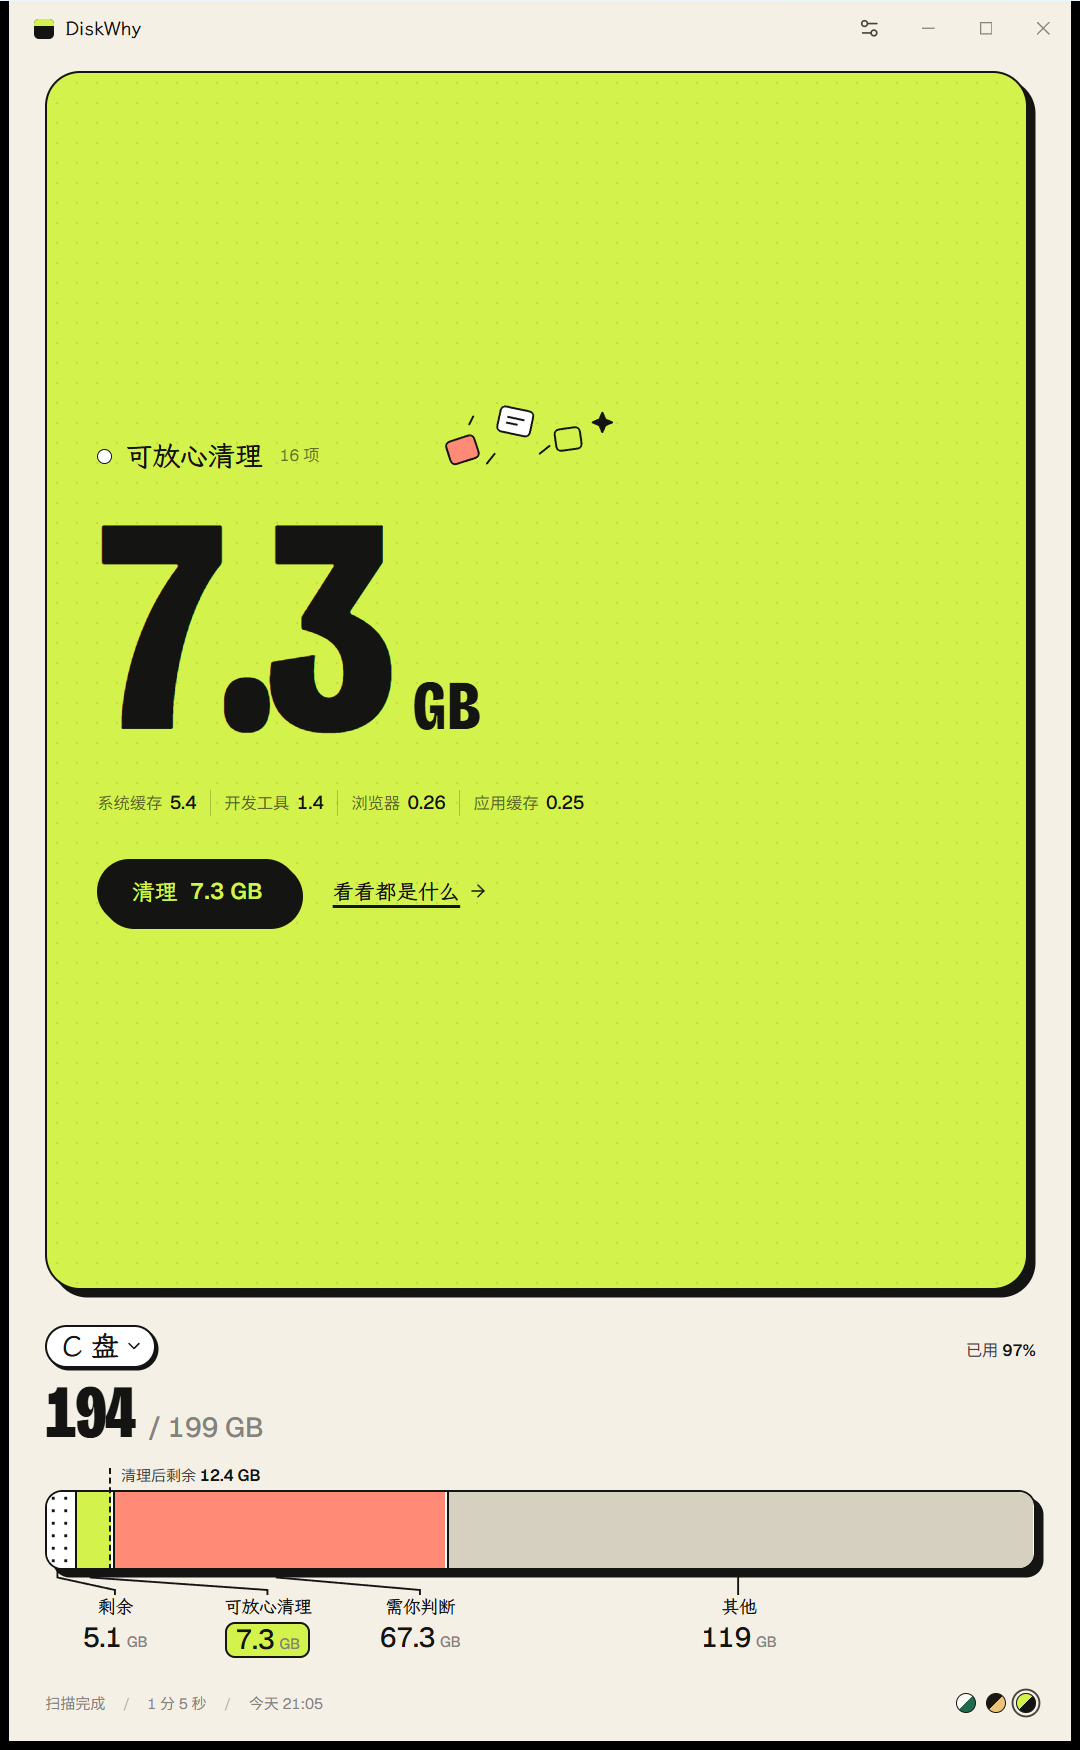 DiskWhy
可放心清理 16 项
7.3 GB
系统缓存 5.4 开发工具 1.4 浏览器 0.26 应用缓存 0.25
清理 7.3 GB 看看都是什么 →
C 盘 已用 97%
194 / 199 GB
清理后剩余 12.4 GB
剩余 可放心清理 需你判断 其他
5.1 GB 7.3 GB 67.3 GB 119 GB
扫描完成 / 1 分 5 秒 / 今天 21:05